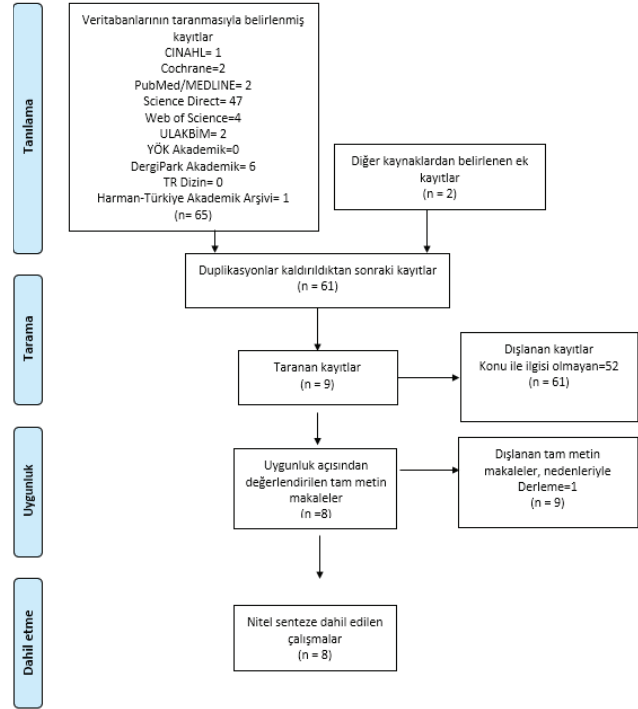 Tanılama
Veritabanlarının taranmasıyla belirlenmiş
kayıtlar
CINAHL= 1
Cochrane=2
PubMed/MEDLINE= 2
Science Direct= 47
Web of Science=4
ULAKBİM= 2
YÖK Akademik=0
DergiPark Akademik= 6
TR Dizin= 0
Harman-Türkiye Akademik Arşivi= 1
(n= 65)
Diğer kaynaklardan belirlenen ek
kayıtlar
(n = 2)
Duplikasyonlar kaldırıldıktan sonraki kayıtlar
(n = 61)
Tarama
Taranan kayıtlar
(n = 9)
Dışlanan kayıtlar
Konu ile ilgisi olmayan=52
(n = 61)
Uygunluk
Uygunluk açısından
değerlendirilen tam metin
makaleler
(n =8)
Dışlanan tam metin
makaleler, nedenleriyle
Derleme=1
(n = 9)
Dahil etme
Nitel senteze dahil edilen
çalışmalar
(n = 8)